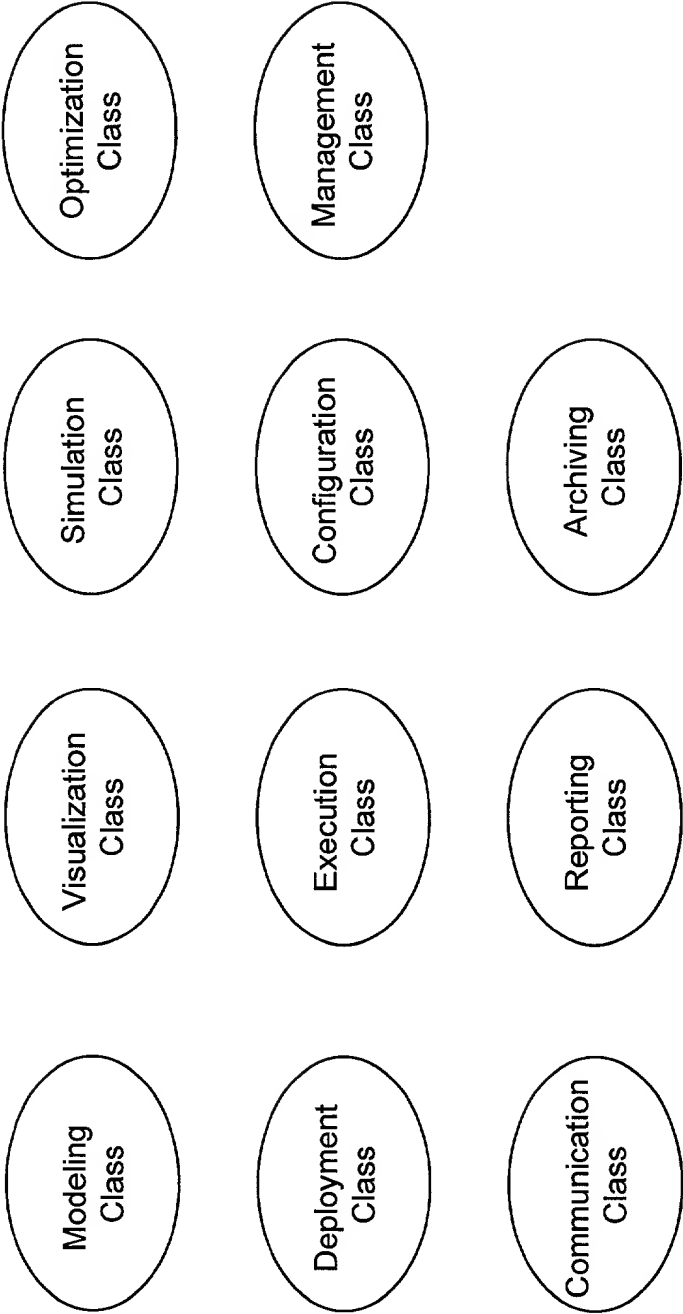 Modeling
Class
Visualization
Class
Simulation
Class
Optimization
Class
Deployment
Class
Execution
Class
Configuration
Class
Management
Class
Communication
Class
Reporting
Class
Archiving
Class